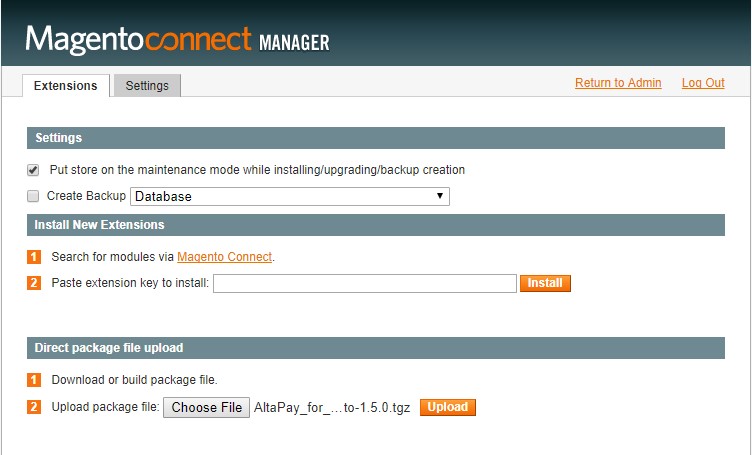 Magentoconnect MANAGER
Extensions Settings Return to Admin Log Out
Settings
Put store on the maintenance mode while installing/upgrading/backup creation
Create Backup Database
Install New Extensions
1 Search for modules via Magento Connect.
2 Paste extension key to install: Install
Direct package file upload
1 Download or build package file.
2 Upload package file: Choose File AltaPay_for_...to-1.5.0.tgz Upload